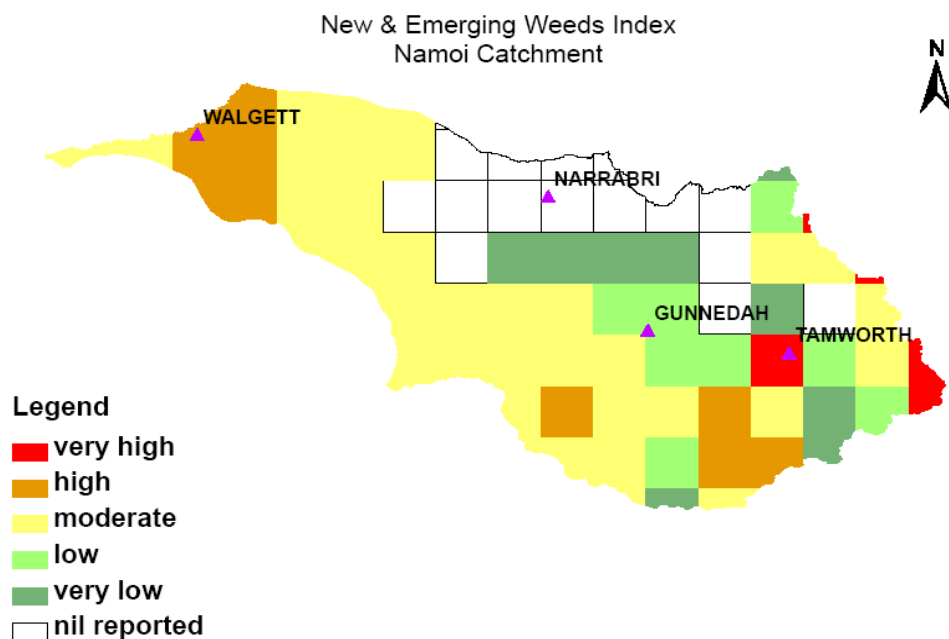 New & Emerging Weeds Index
Namoi Catchment
N
WALGETT
NARRABRI
GUNNEDAH
TAMWORTH
Legend
very high
high
moderate
low
very low
nil reported